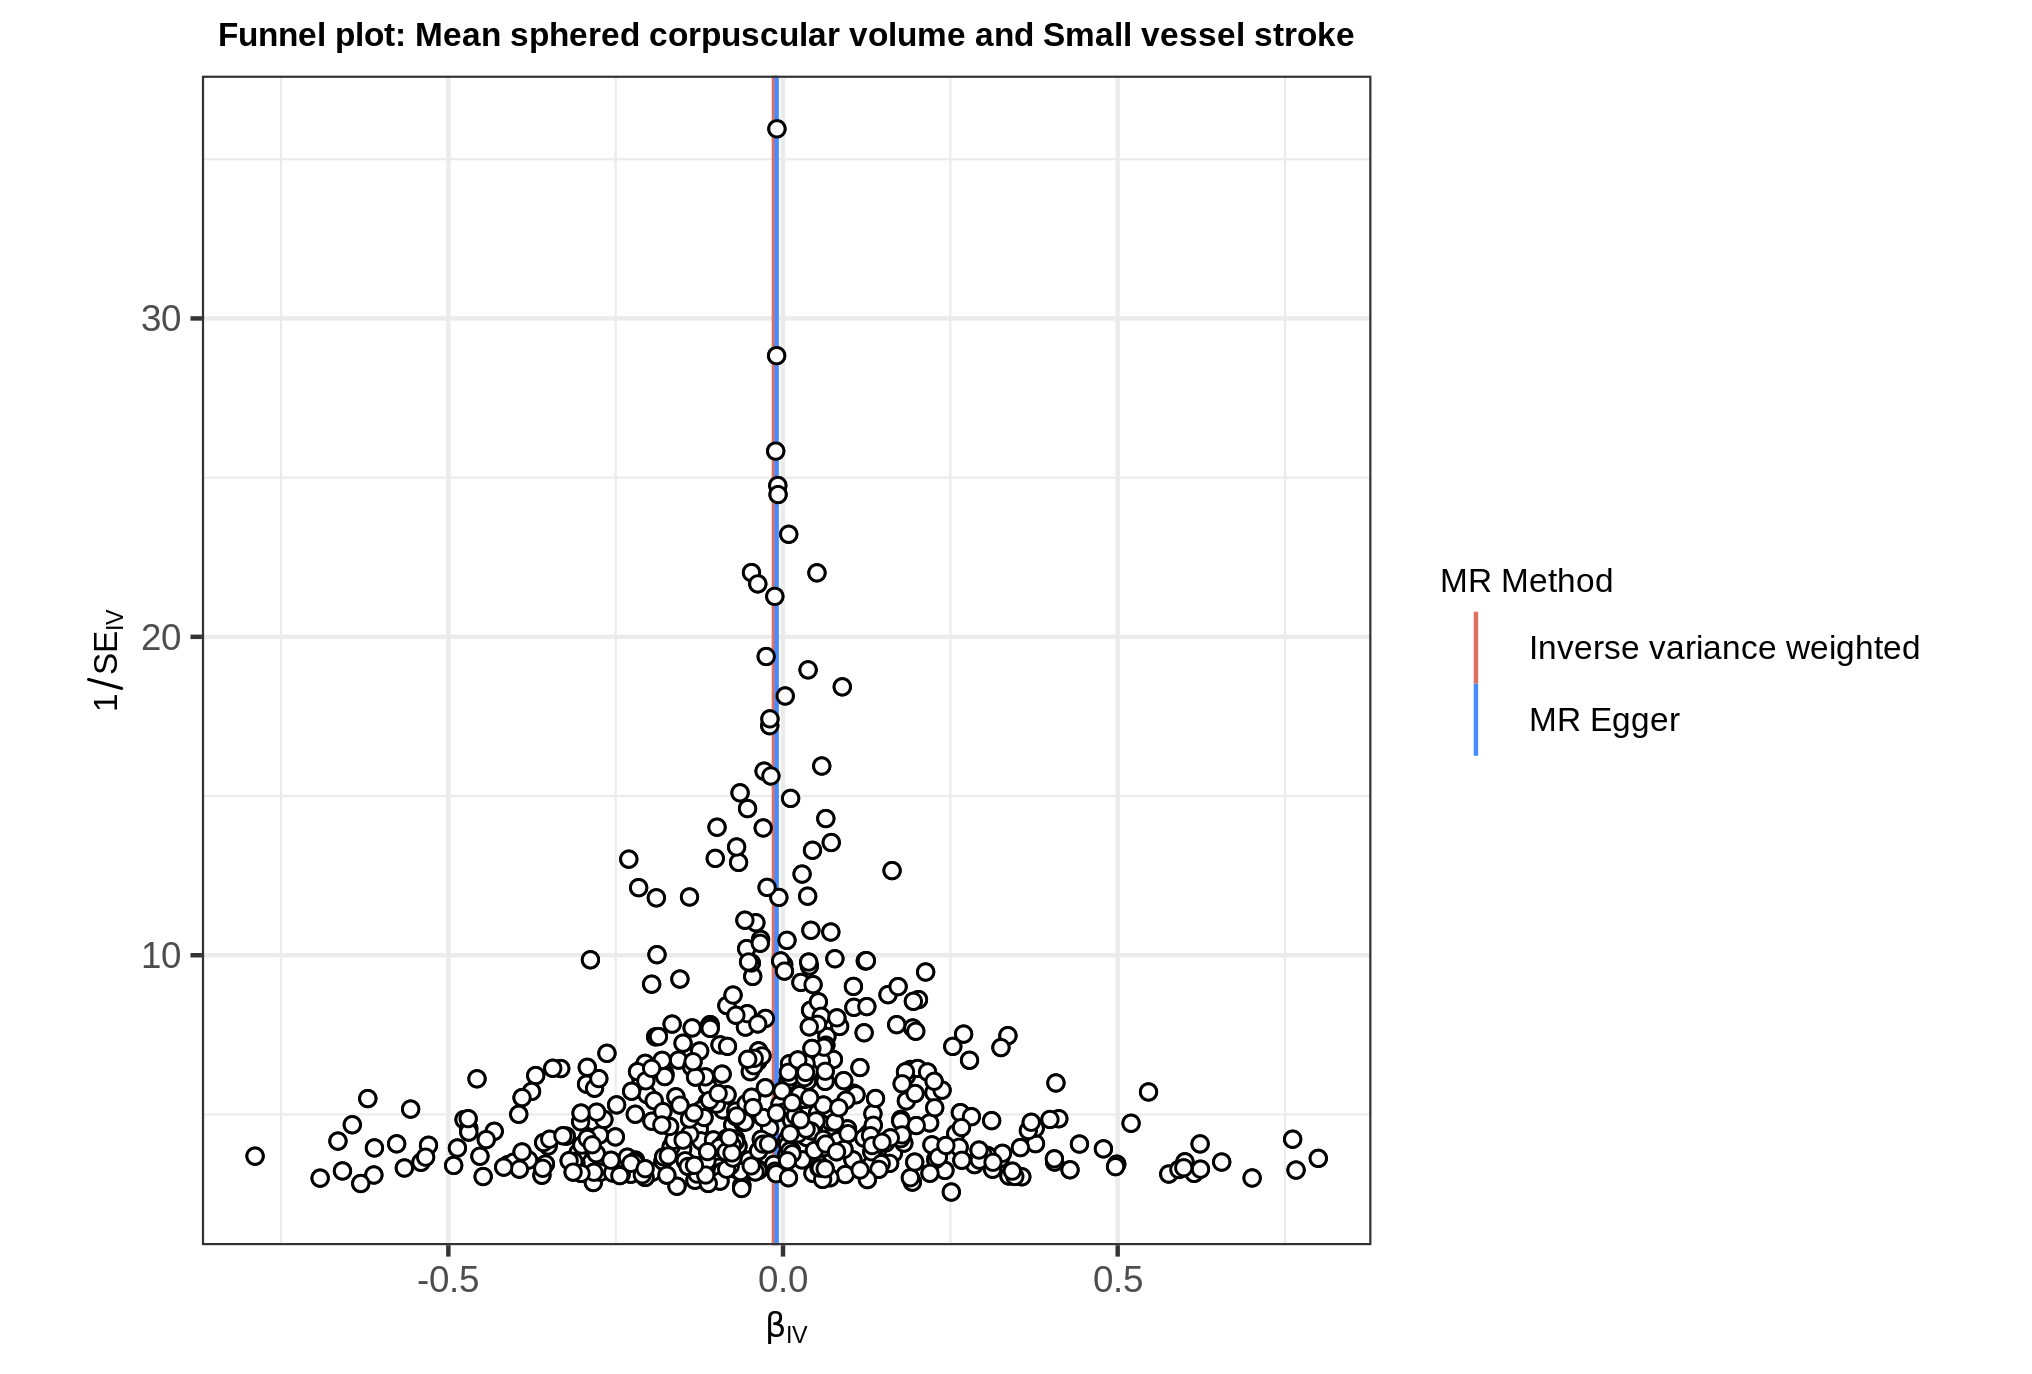 Funnel plot: Mean sphered corpuscular volume and Small vessel stroke
30
20
10
1/SE_IV
-0.5
0.0
0.5
β_IV
MR Method
Inverse variance weighted
MR Egger